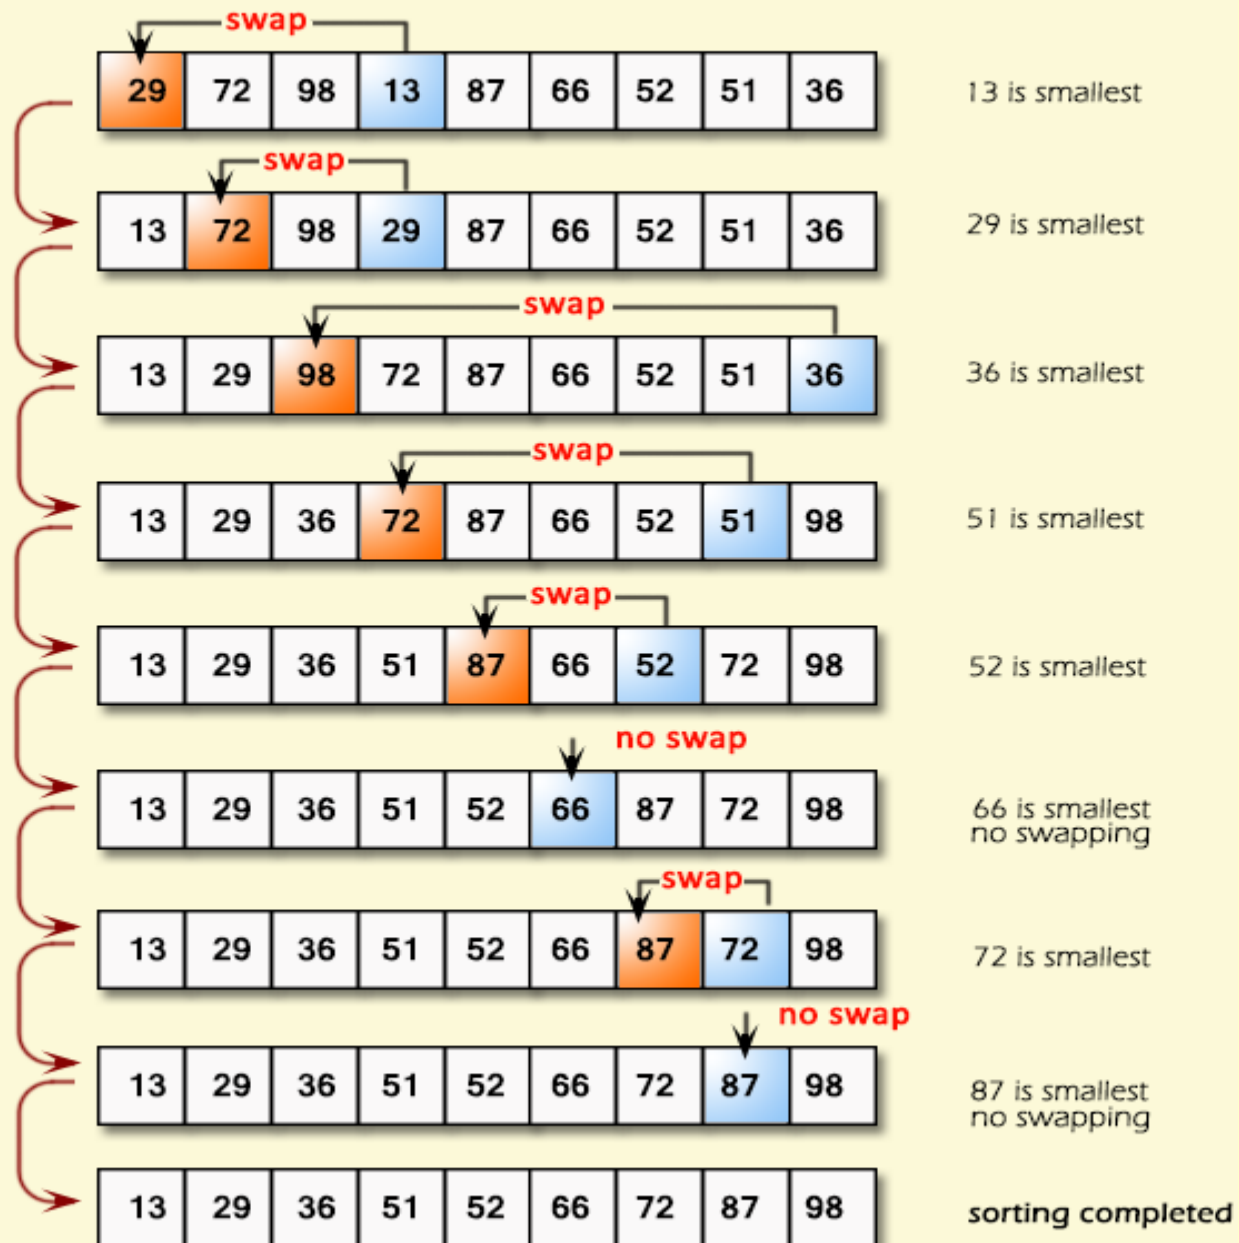 swap
29 72 98 13 87 66 52 51 36 13 is smallest
swap
13 72 98 29 87 66 52 51 36 29 is smallest
swap
13 29 98 72 87 66 52 51 36 36 is smallest
swap
13 29 36 72 87 66 52 51 98 51 is smallest
swap
13 29 36 51 87 66 52 72 98 52 is smallest
no swap
13 29 36 51 52 66 87 72 98 66 is smallest
no swapping
swap
13 29 36 51 52 66 87 72 98 72 is smallest
no swap
13 29 36 51 52 66 72 87 98 87 is smallest
no swapping
13 29 36 51 52 66 72 87 98 sorting completed